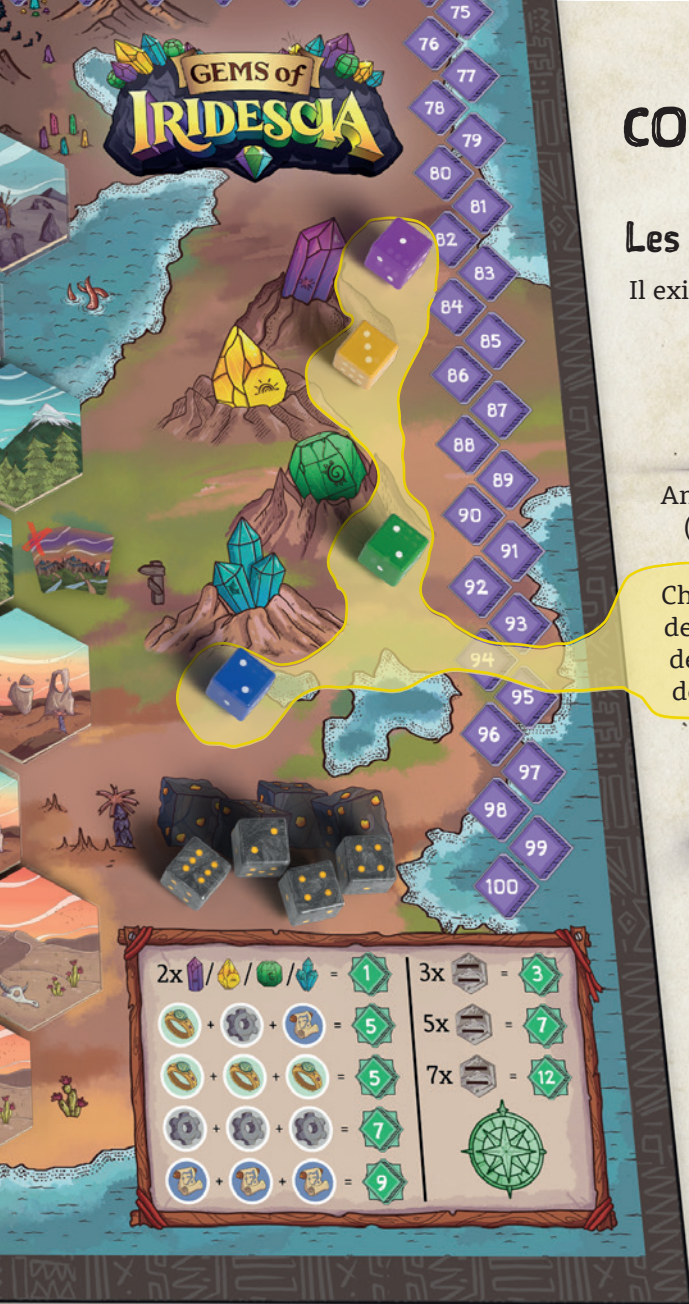 GEMS of
IRIDESCIA
75
76
77
78
79
80
81
82
83
84
85
86
87
88
89
90
91
92
93
94
95
96
97
98
99
100
2x / / / = 1
+ + = 5
+ + = 5
+ + = 7
+ + = 9
3x = 3
5x = 7
7x = 12
CO
Les
Il exi
An
(
Ch
de
de
d